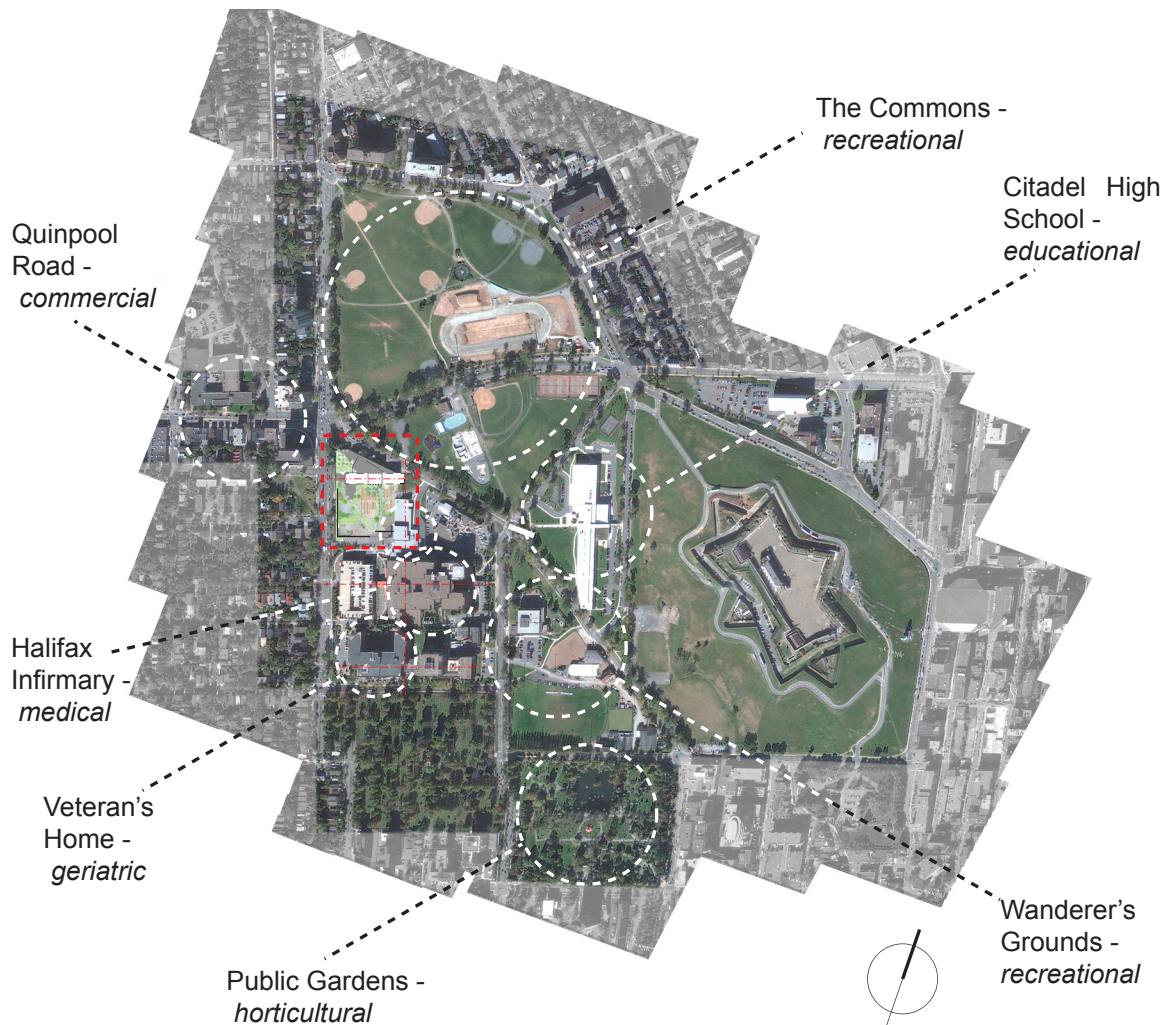 The Commons -
recreational
Citadel High
School -
educational
Quinpool
Road -
commercial
Halifax
Infirmary -
medical
Veteran’s
Home -
geriatric
Public Gardens -
horticultural
Wanderer’s
Grounds -
recreational
Google